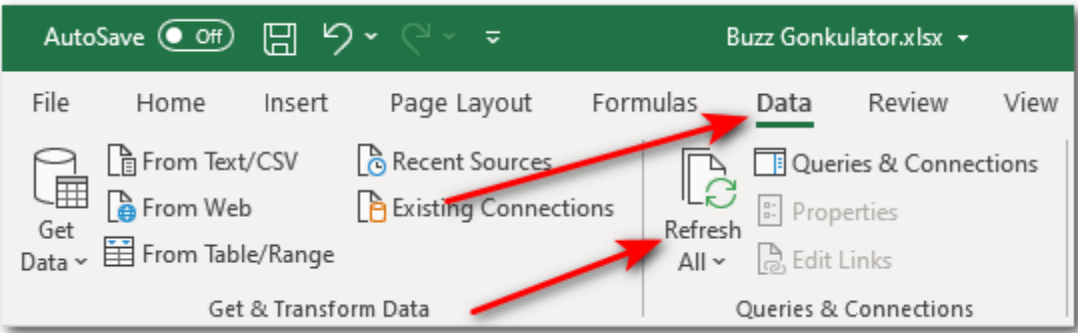 AutoSave Off Buzz Gonkulator.xlsx
File Home Insert Page Layout Formulas Data Review View
Get Data
From Text/CSV
From Web
From Table/Range
Recent Sources
Existing Connections
Get & Transform Data
Refresh All
Queries & Connections
Properties
Edit Links
Queries & Connections